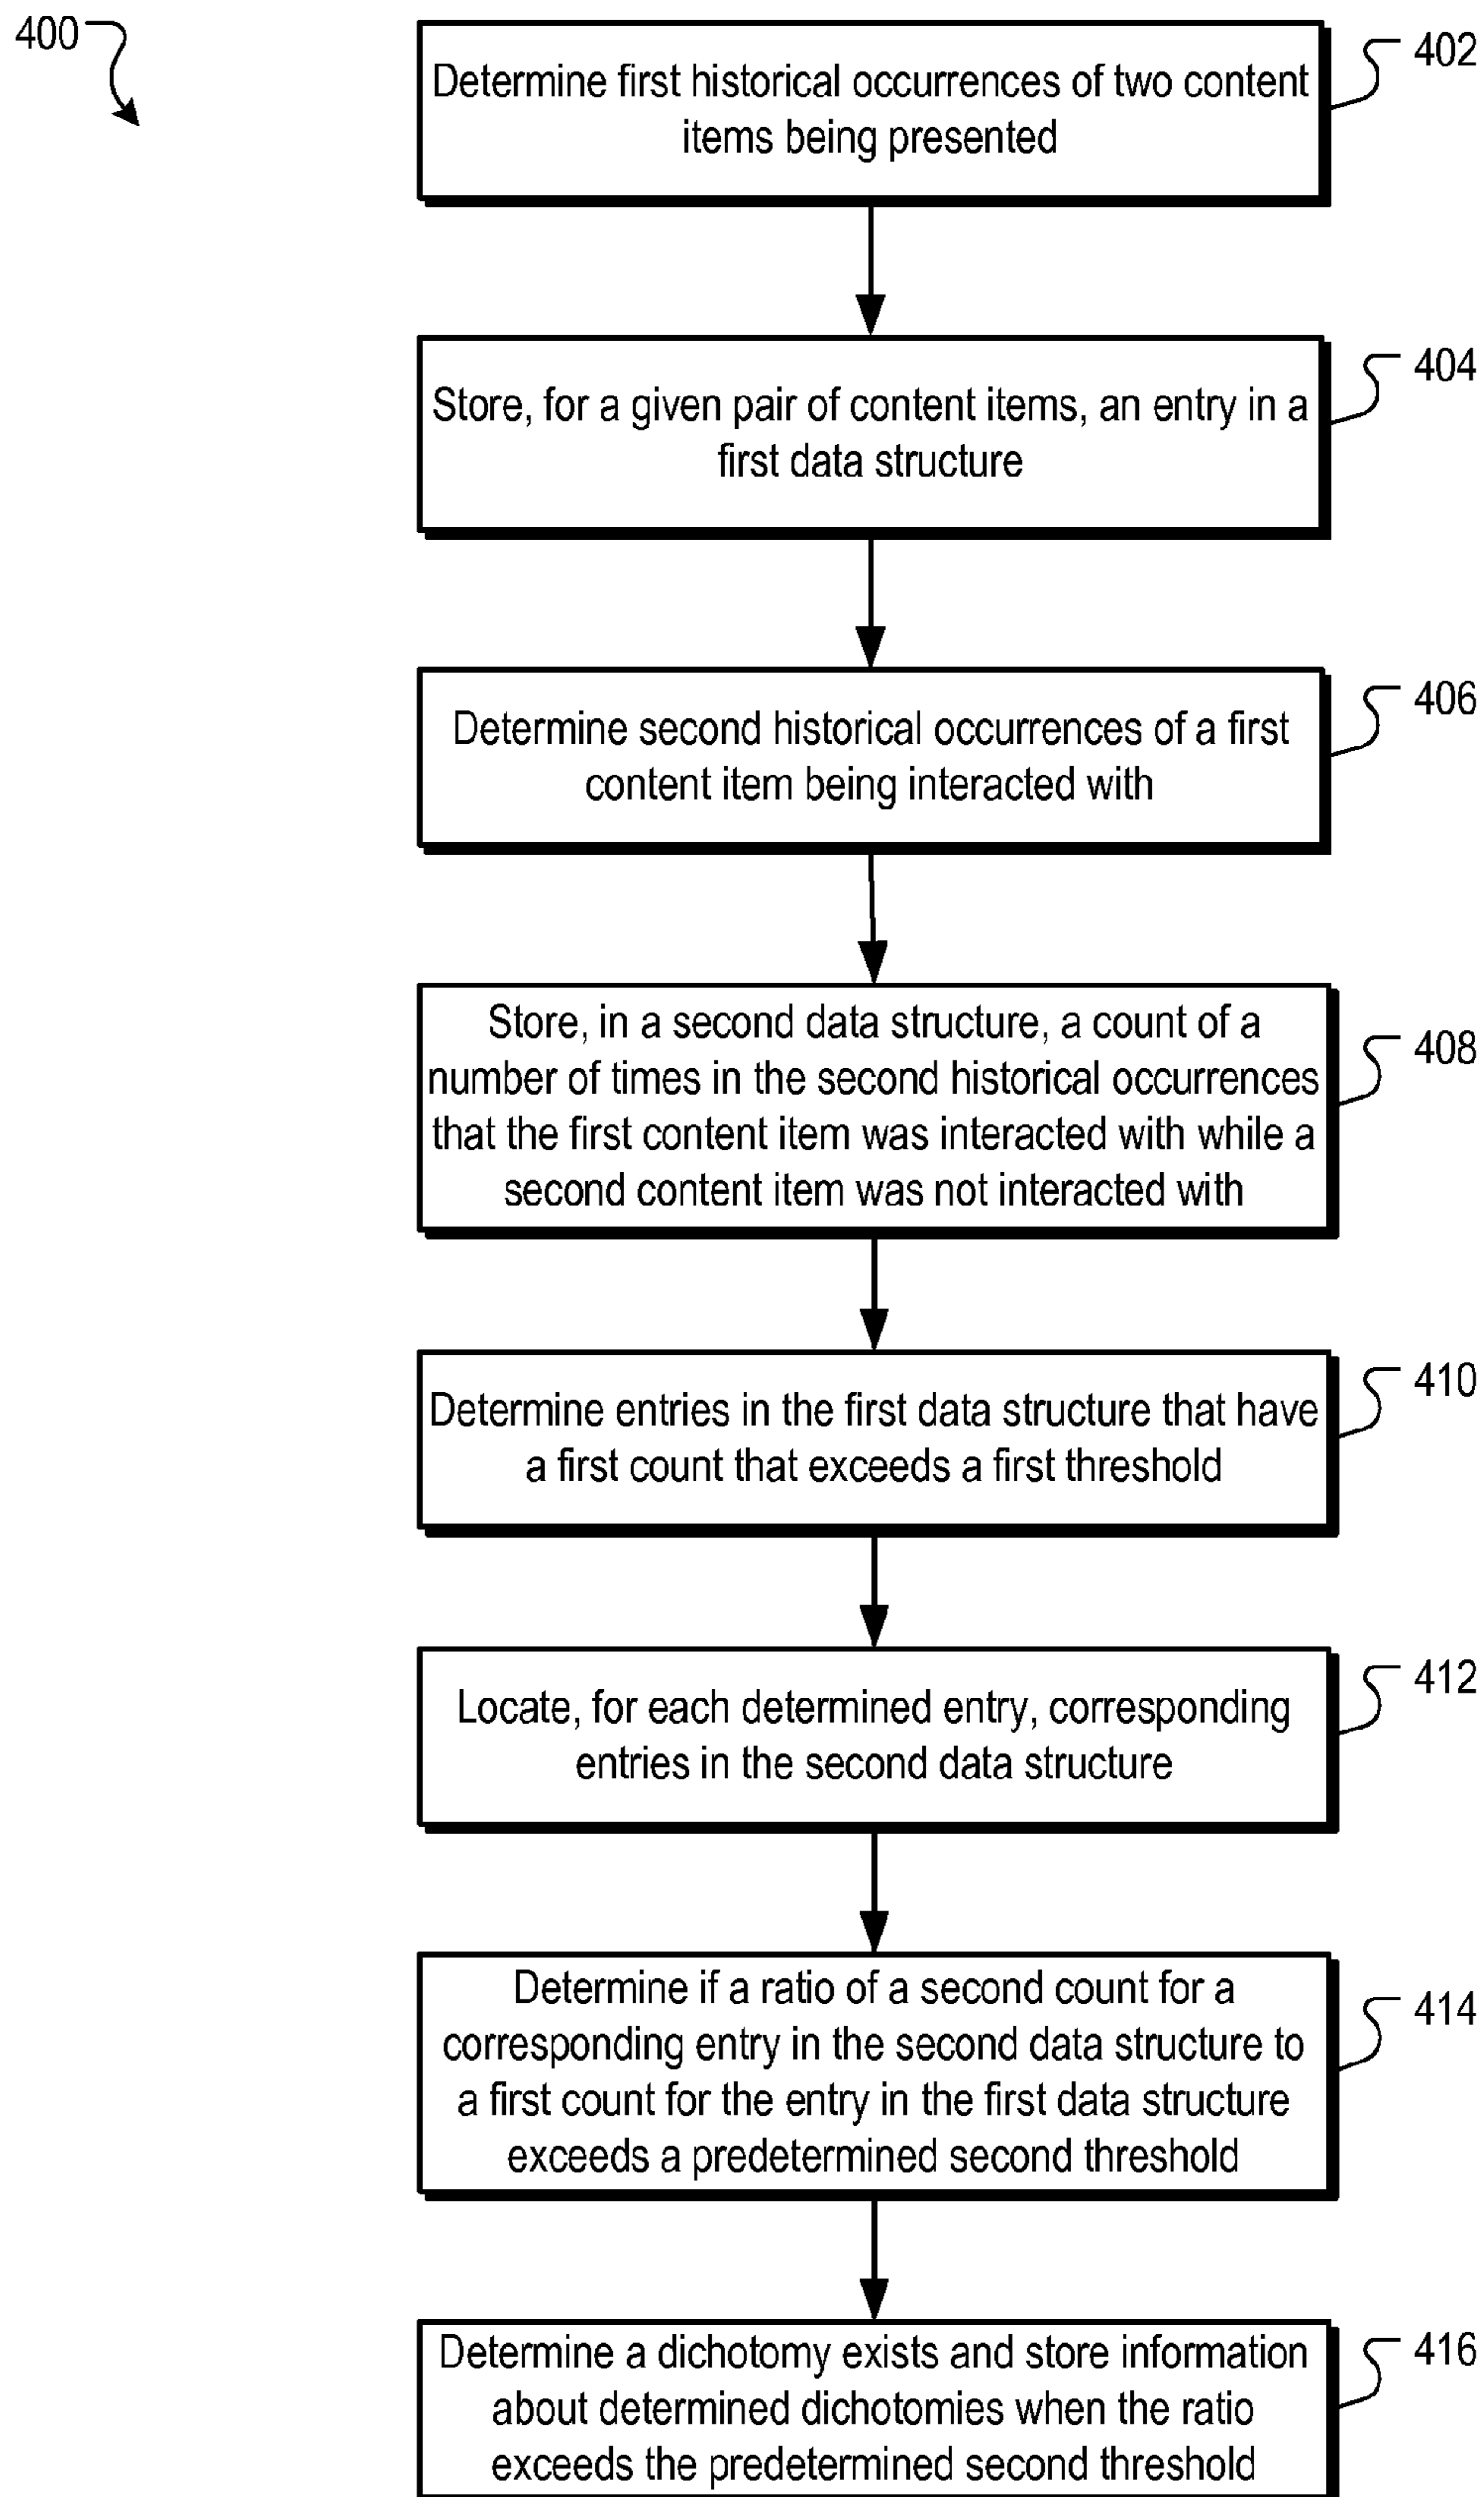 400
Determine first historical occurrences of two content
items being presented
402
Store, for a given pair of content items, an entry in a
first data structure
404
Determine second historical occurrences of a first
content item being interacted with
406
Store, in a second data structure, a count of a
number of times in the second historical occurrences
that the first content item was interacted with while a
second content item was not interacted with
408
Determine entries in the first data structure that have
a first count that exceeds a first threshold
410
Locate, for each determined entry, corresponding
entries in the second data structure
412
Determine if a ratio of a second count for a
corresponding entry in the second data structure to
a first count for the entry in the first data structure
exceeds a predetermined second threshold
414
Determine a dichotomy exists and store information
about determined dichotomies when the ratio
exceeds the predetermined second threshold
416